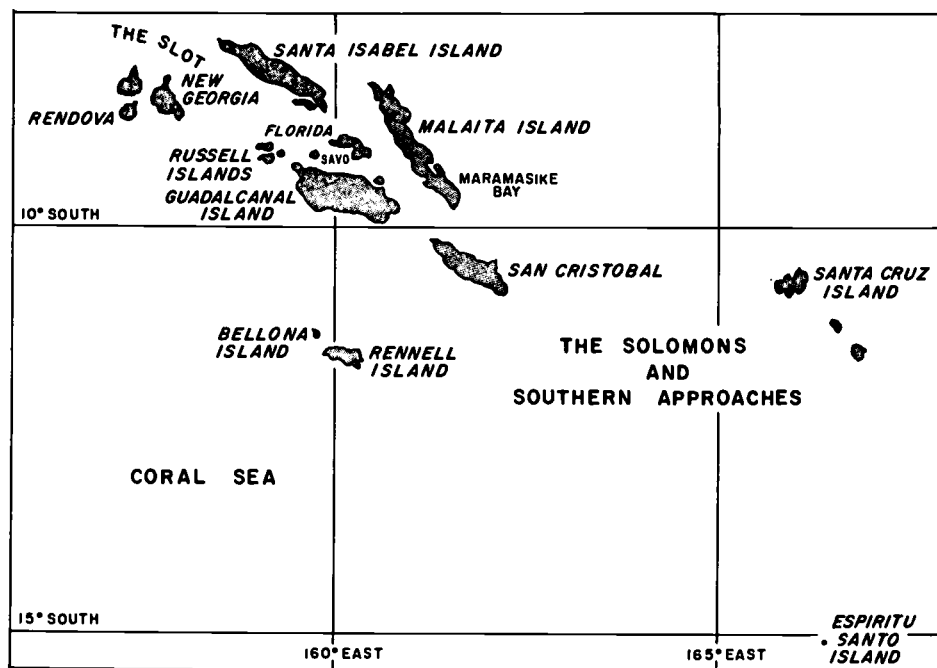 THE SLOT
SANTA ISABEL ISLAND
NEW
GEORGIA
RENDOVA
MALAITA ISLAND
FLORIDA
RUSSELL
ISLANDS
SAVO
MARAMASIKE
BAY
GUADALCANAL
ISLAND
10° SOUTH
SAN CRISTOBAL
SANTA CRUZ
ISLAND
BELLONA
ISLAND
RENNELL
ISLAND
THE SOLOMONS
AND
SOUTHERN APPROACHES
CORAL SEA
15° SOUTH
ESPIRITU
SANTO
ISLAND
160° EAST
165° EAST